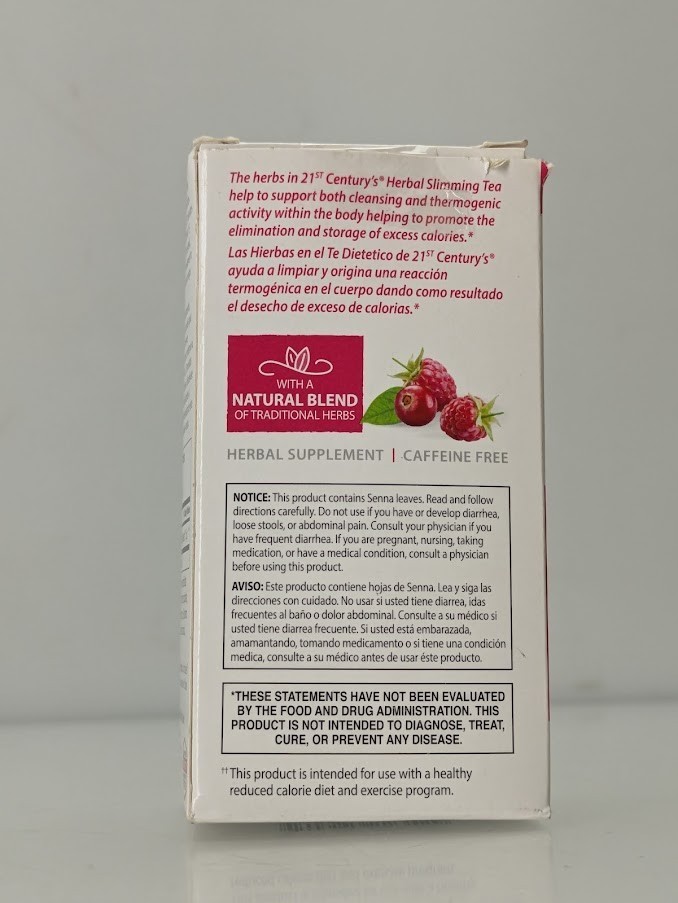 The herbs in 21ST Century's® Herbal Slimming Tea
help to support both cleansing and thermogenic
activity within the body helping to promote the
elimination and storage of excess calories.*
Las Hierbas en el Te Dietetico de 21ST Century's®
ayuda a limpiar y origina una reacción
termogénica en el cuerpo dando como resultado
el desecho de exceso de calorias.*
WITH A
NATURAL BLEND
OF TRADITIONAL HERBS
HERBAL SUPPLEMENT | CAFFEINE FREE
NOTICE: This product contains Senna leaves. Read and follow
directions carefully. Do not use if you have or develop diarrhea,
loose stools, or abdominal pain. Consult your physician if you
have frequent diarrhea. If you are pregnant, nursing, taking
medication, or have a medical condition, consult a physician
before using this product.
AVISO: Este producto contiene hojas de Senna. Lea y siga las
direcciones con cuidado. No usar si usted tiene diarrea, idas
frecuentes al baño o dolor abdominal. Consulte a su médico si
usted tiene diarrea frecuente. Si usted está embarazada,
amamantando, tomando medicamento o si tiene una condición
medica, consulte a su médico antes de usar éste producto.
*THESE STATEMENTS HAVE NOT BEEN EVALUATED
BY THE FOOD AND DRUG ADMINISTRATION. THIS
PRODUCT IS NOT INTENDED TO DIAGNOSE, TREAT,
CURE, OR PREVENT ANY DISEASE.
††This product is intended for use with a healthy
reduced calorie diet and exercise program.